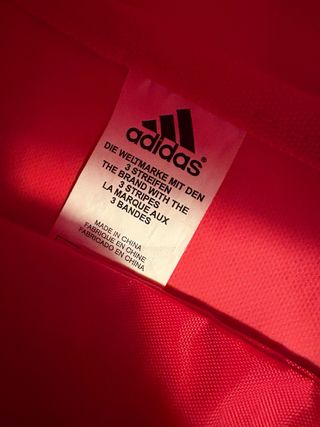 adidas®
DIE WELTMARKE MIT DEN
3 STREIFEN
THE BRAND WITH THE
3 STRIPES
LA MARQUE AUX
3 BANDES
MADE IN CHINA
FABRIQUE EN CHINE
FABRICADO EN CHINA